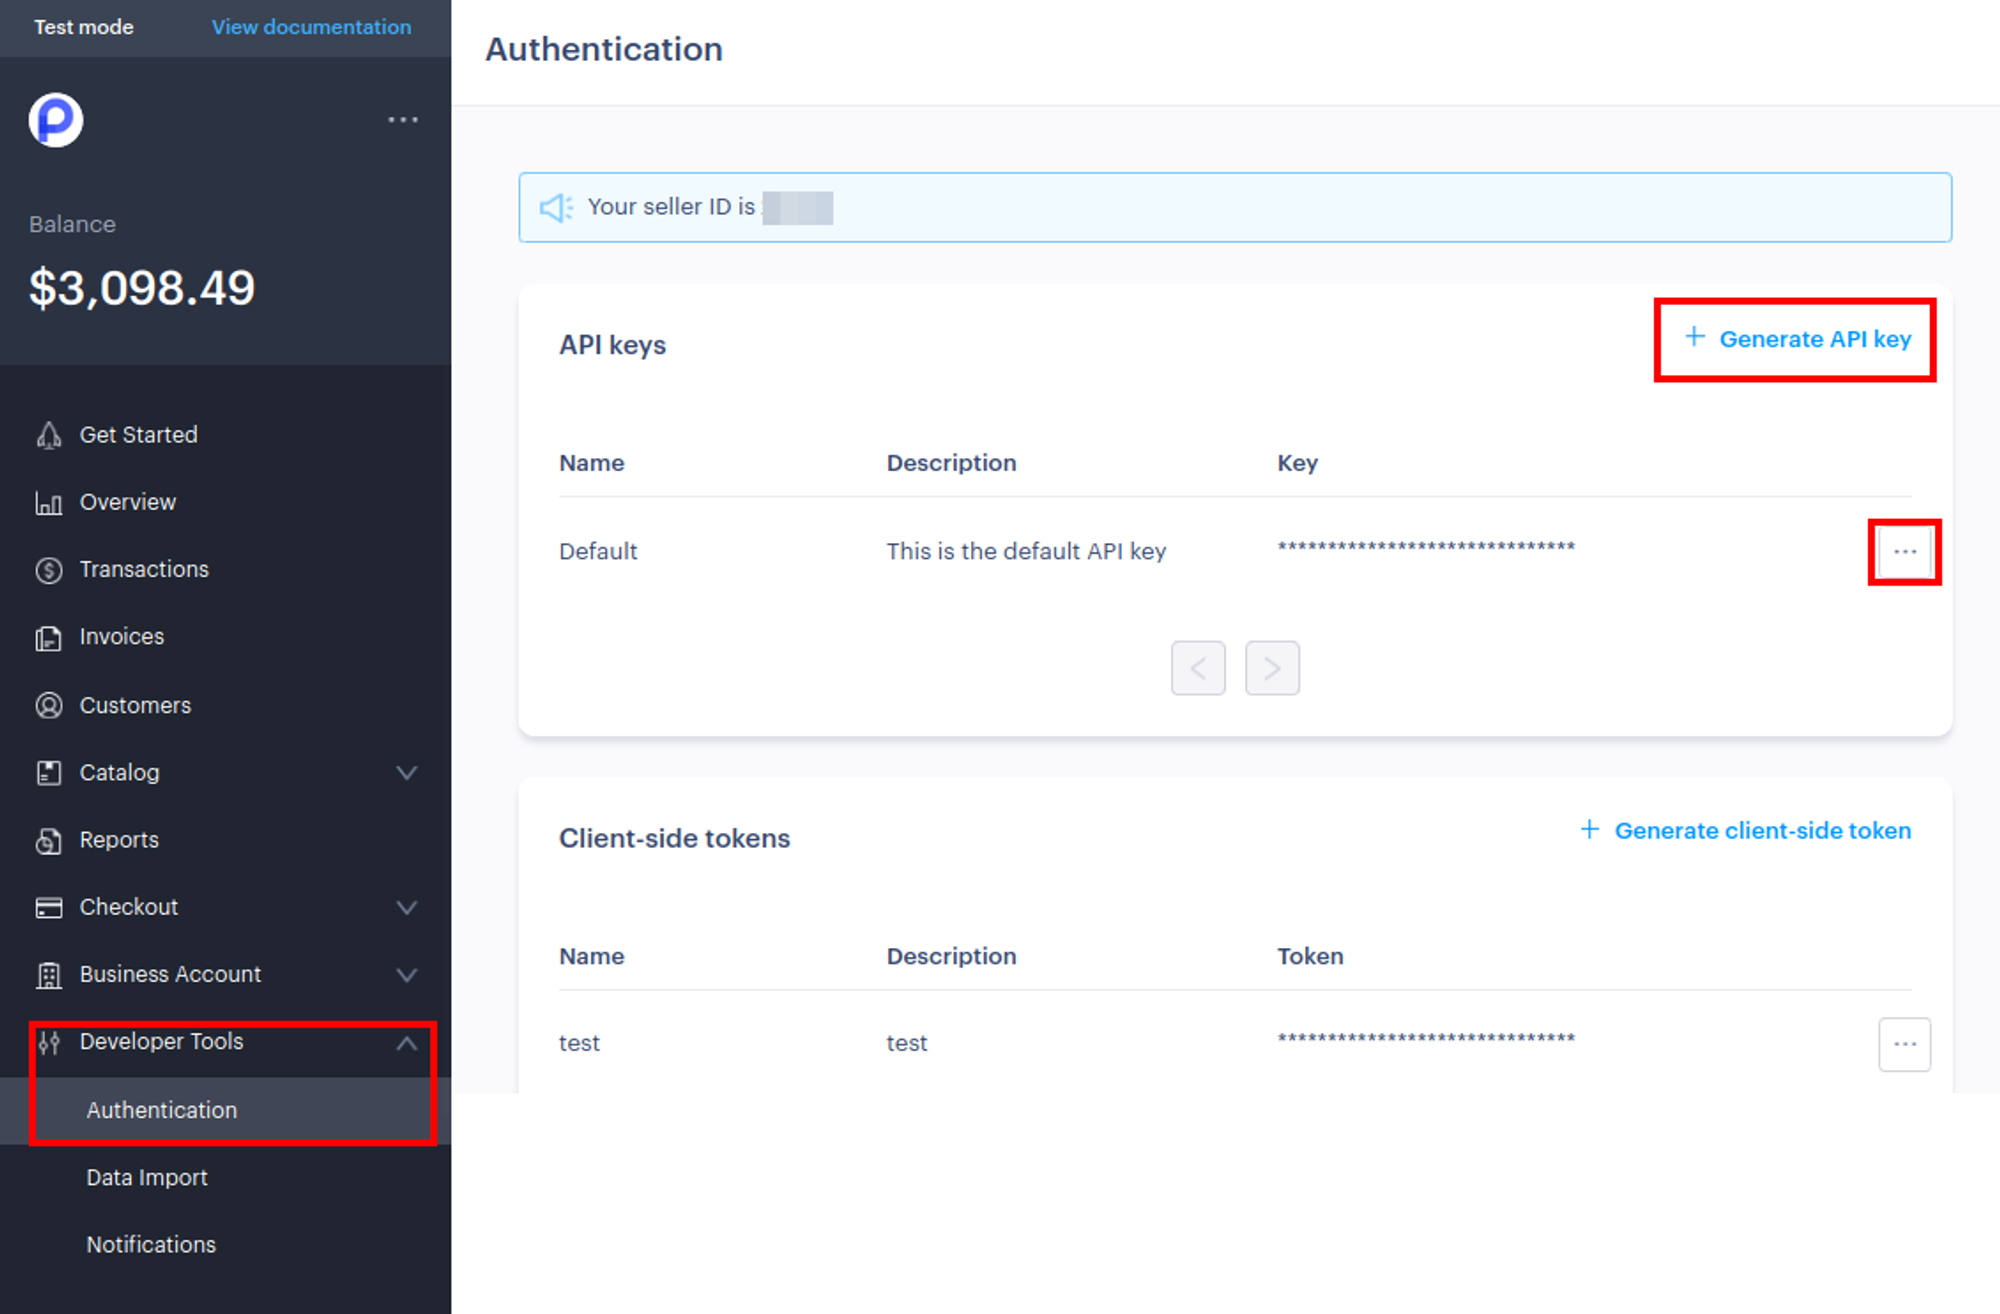 Test mode View documentation
Balance
$3,098.49
Get Started
Overview
Transactions
Invoices
Customers
Catalog
Reports
Checkout
Business Account
Developer Tools
Authentication
Data Import
Notifications
Authentication
Your seller ID is
API keys
+ Generate API key
Name Description Key
Default This is the default API key ******************************
< >
Client-side tokens
+ Generate client-side token
Name Description Token
test test ******************************